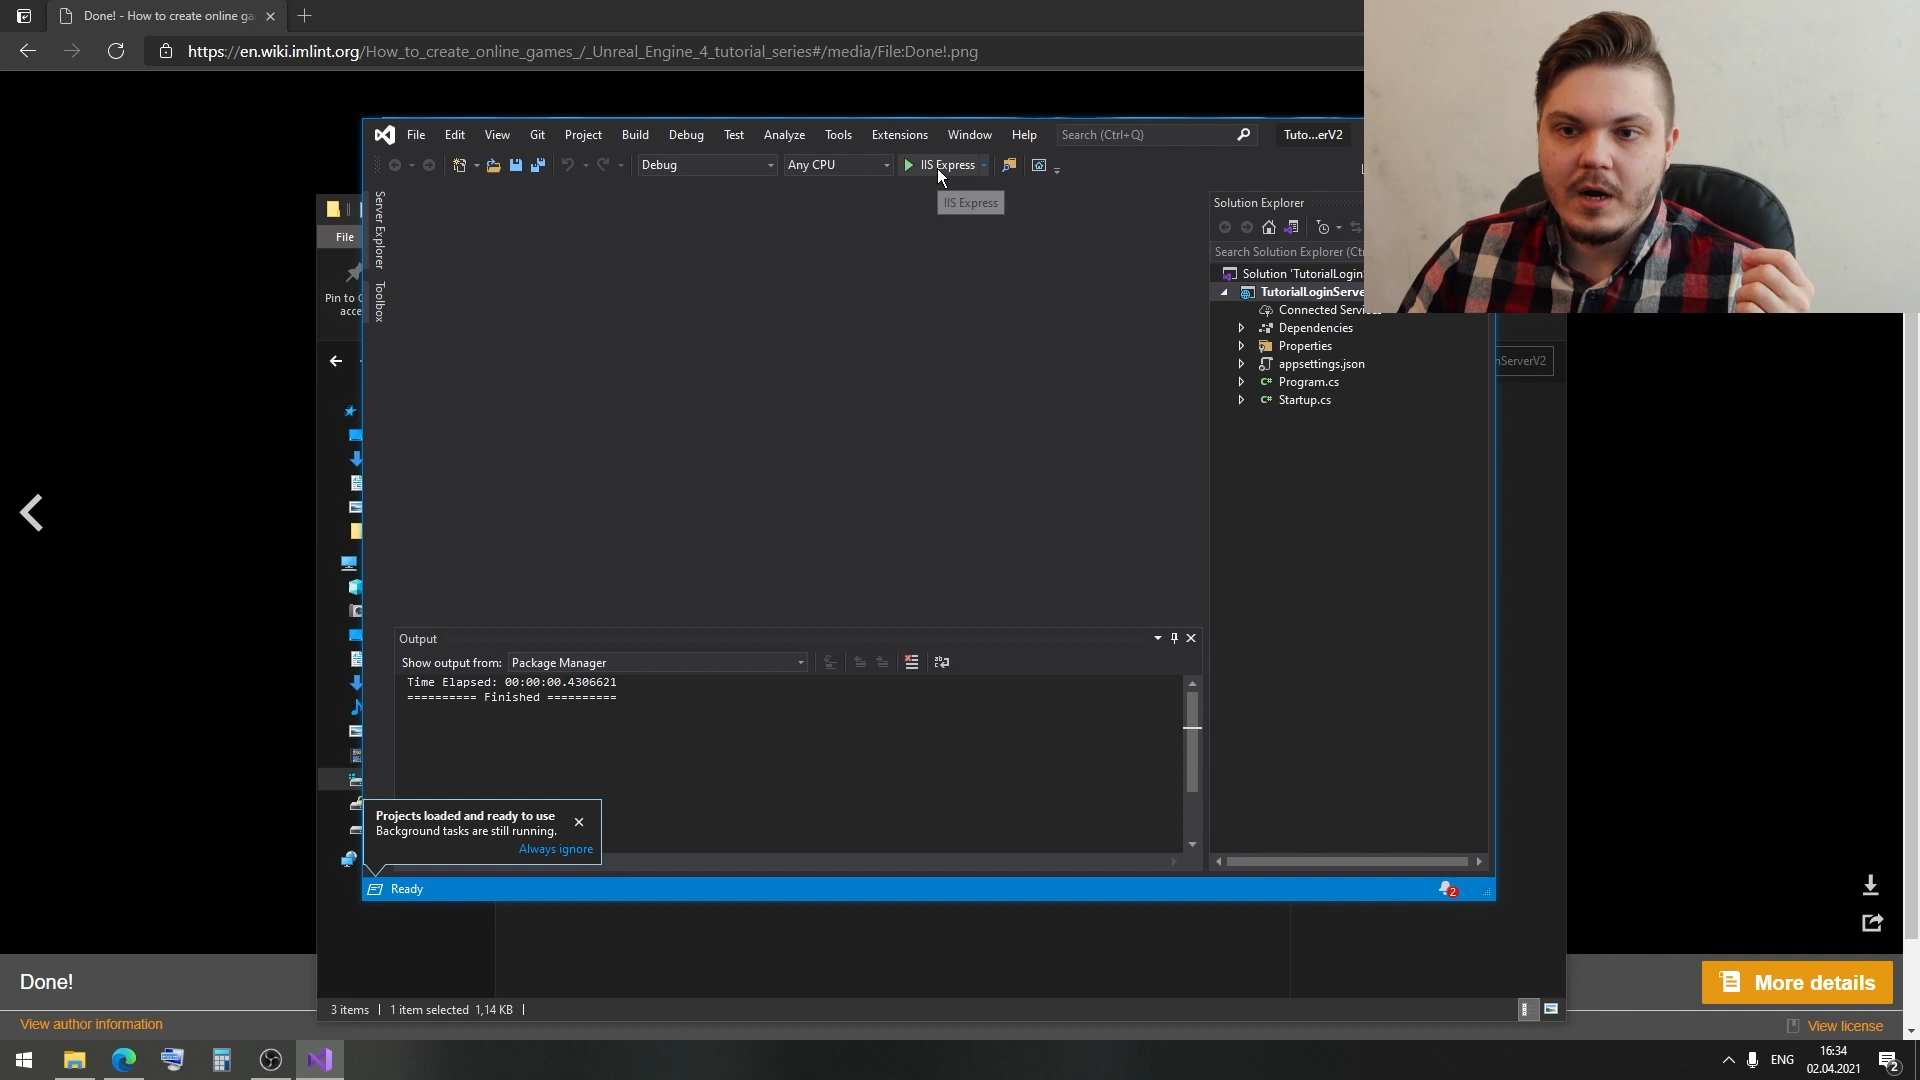 Done! - How to create online ga
https://en.wiki.imlint.org/How_to_create_online_games_/_Unreal_Engine_4_tutorial_series#/media/File:Done!.png
File Edit View Git Project Build Debug Test Analyze Tools Extensions Window Help Search (Ctrl+Q) Tuto...erV2
Debug Any CPU IIS Express
IIS Express
Server Explorer
Toolbox
File
Pin to
acce
Solution Explorer
Search Solution Explorer (Ct
Solution 'TutorialLogin
TutorialLoginServe
Connected Servi
Dependencies
Properties
appsettings.json
Program.cs
Startup.cs
nServerV2
Output
Show output from: Package Manager
Time Elapsed: 00:00:00.4306621
========== Finished ==========
Projects loaded and ready to use
Background tasks are still running.
Always ignore
Ready
2
Done!
More details
3 items 1 item selected 1,14 KB
View author information
View license
ENG
16:34
02.04.2021
2